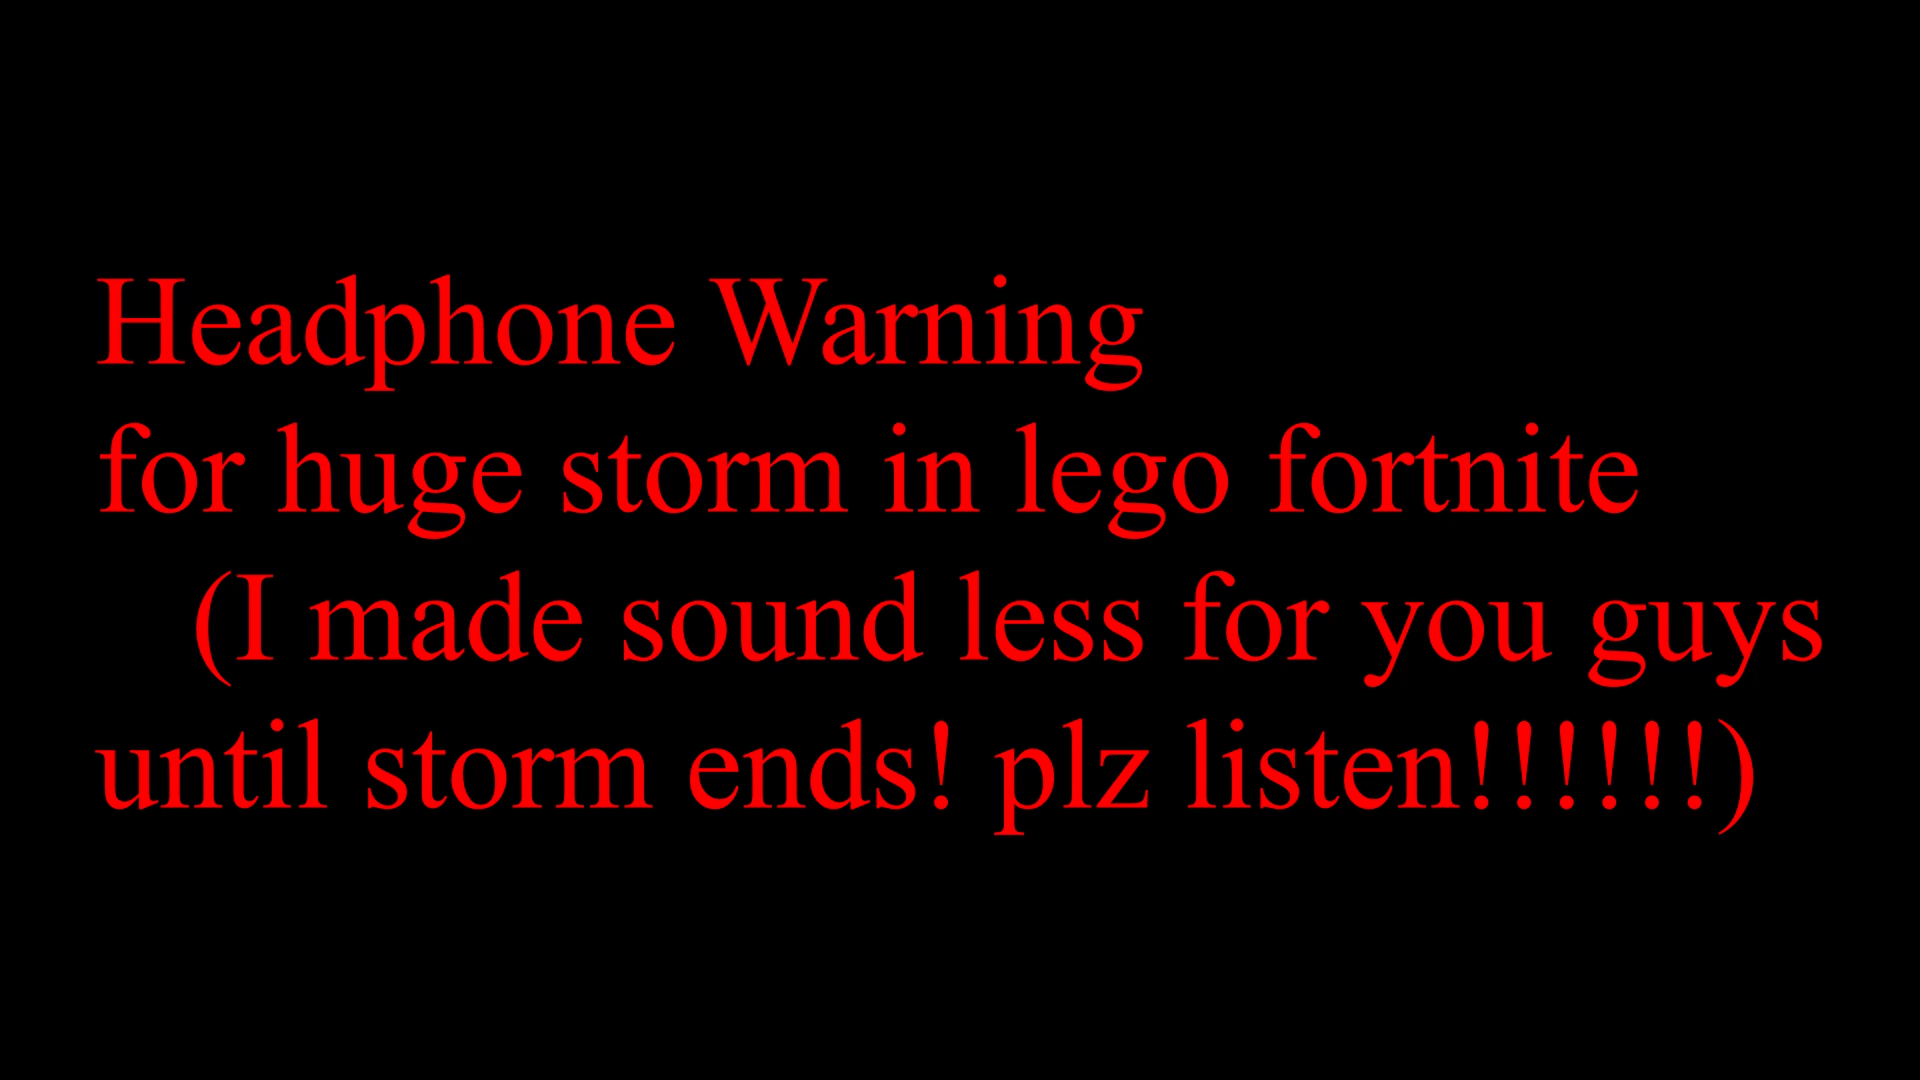 Headphone Warning
for huge storm in lego fortnite
(I made sound less for you guys
until storm ends! plz listen!!!!!!)